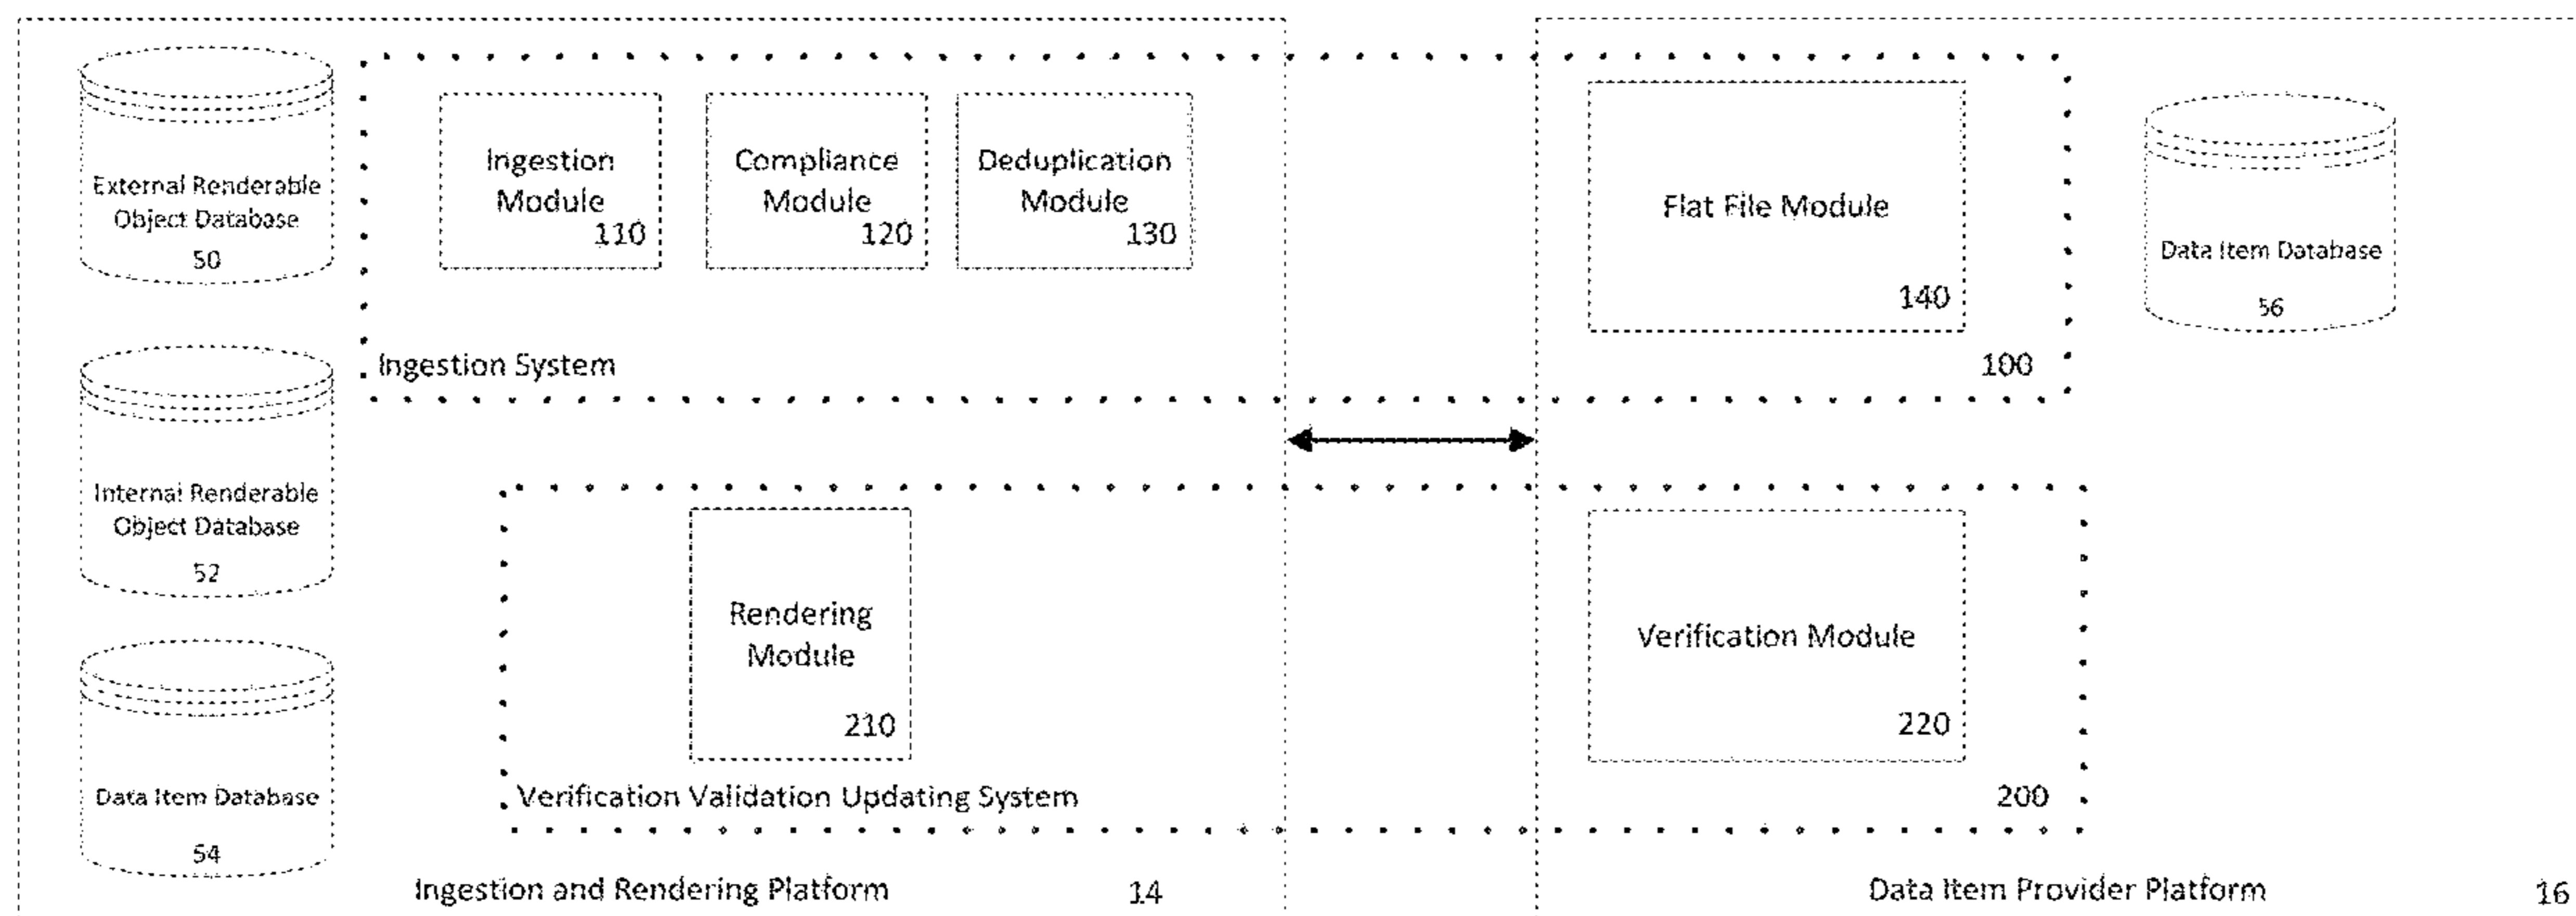 External Renderable
Object Database
50
Ingestion
Module
110
Compliance
Module
120
Deduplication
Module
130
Flat File Module
140
Data Item Database
56
Ingestion System
100
Internal Renderable
Object Database
52
Rendering
Module
210
Verification Module
220
Data Item Database
54
Verification Validation Updating System
200
Ingestion and Rendering Platform
14
Data Item Provider Platform
16